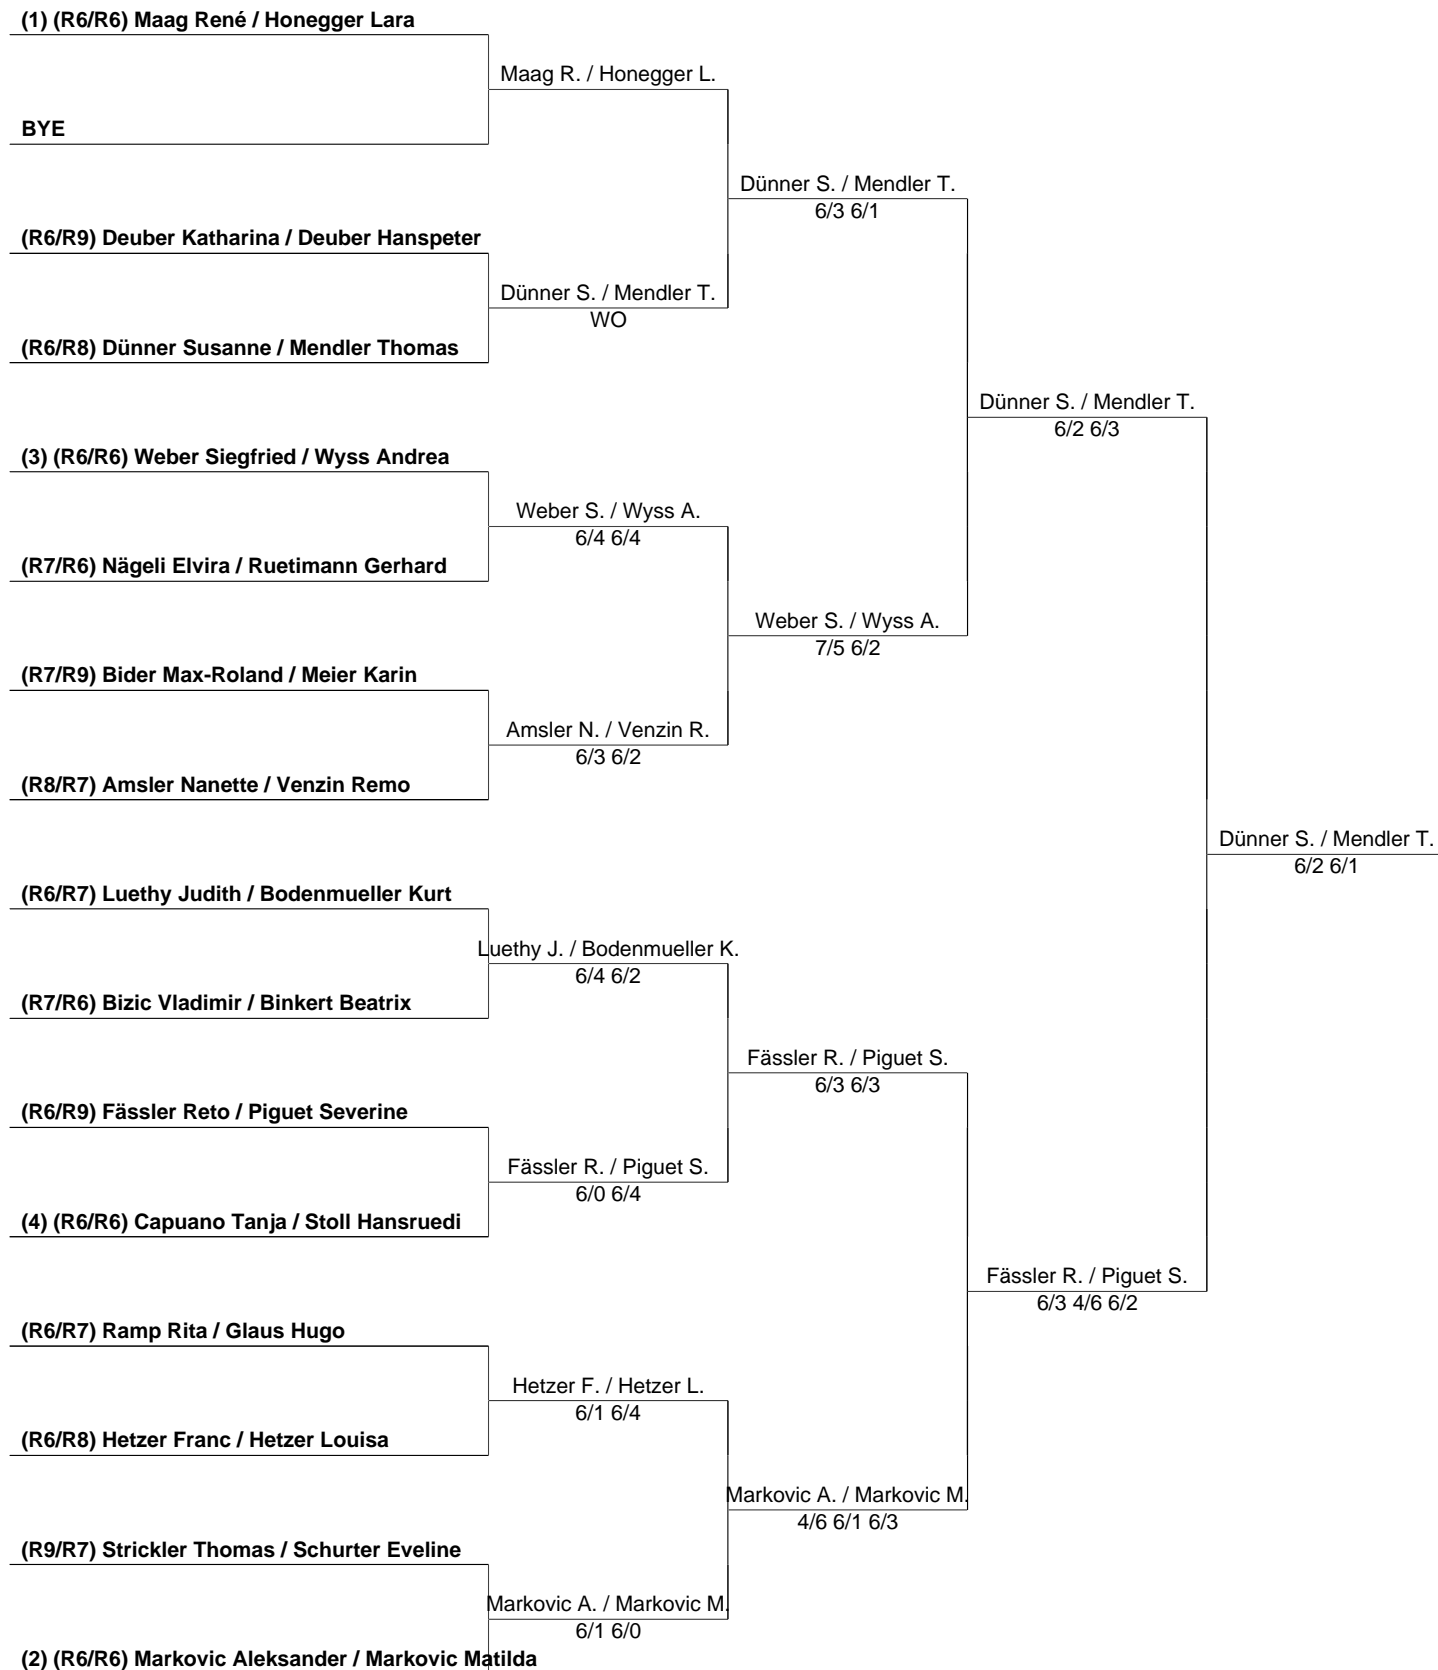 (1) (R6/R6) Maag René / Honegger Lara
Maag R. / Honegger L.
BYE
Dünner S. / Mendler T.
6/3 6/1
(R6/R9) Deuber Katharina / Deuber Hanspeter
Dünner S. / Mendler T.
WO
(R6/R8) Dünner Susanne / Mendler Thomas
Dünner S. / Mendler T.
6/2 6/3
(3) (R6/R6) Weber Siegfried / Wyss Andrea
Weber S. / Wyss A.
6/4 6/4
(R7/R6) Nägeli Elvira / Ruetimann Gerhard
Weber S. / Wyss A.
7/5 6/2
(R7/R9) Bider Max-Roland / Meier Karin
Amsler N. / Venzin R.
6/3 6/2
(R8/R7) Amsler Nanette / Venzin Remo
Dünner S. / Mendler T.
6/2 6/1
(R6/R7) Luethy Judith / Bodenmueller Kurt
Luethy J. / Bodenmueller K.
6/4 6/2
(R7/R6) Bizic Vladimir / Binkert Beatrix
Fässler R. / Piguet S.
6/3 6/3
(R6/R9) Fässler Reto / Piguet Severine
Fässler R. / Piguet S.
6/0 6/4
(4) (R6/R6) Capuano Tanja / Stoll Hansruedi
Fässler R. / Piguet S.
6/3 4/6 6/2
(R6/R7) Ramp Rita / Glaus Hugo
Hetzer F. / Hetzer L.
6/1 6/4
(R6/R8) Hetzer Franc / Hetzer Louisa
Markovic A. / Markovic M.
4/6 6/1 6/3
(R9/R7) Strickler Thomas / Schurter Eveline
Markovic A. / Markovic M.
6/1 6/0
(2) (R6/R6) Markovic Aleksander / Markovic Matilda